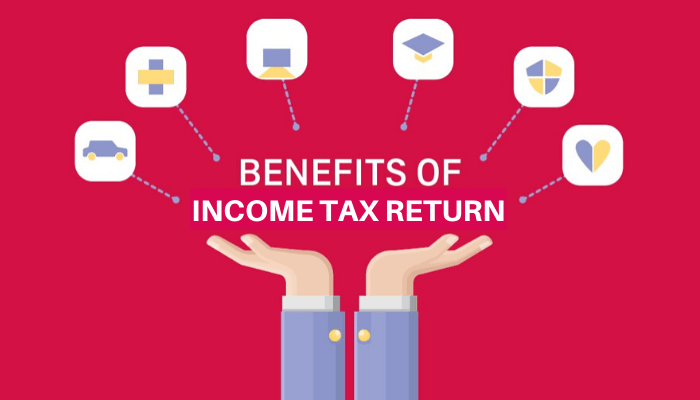 BENEFITS OF
INCOME TAX RETURN